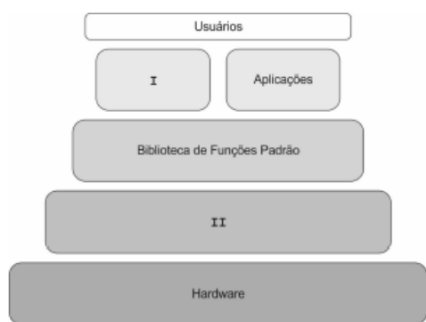 Usuários
I
Aplicações
Biblioteca de Funções Padrão
II
Hardware